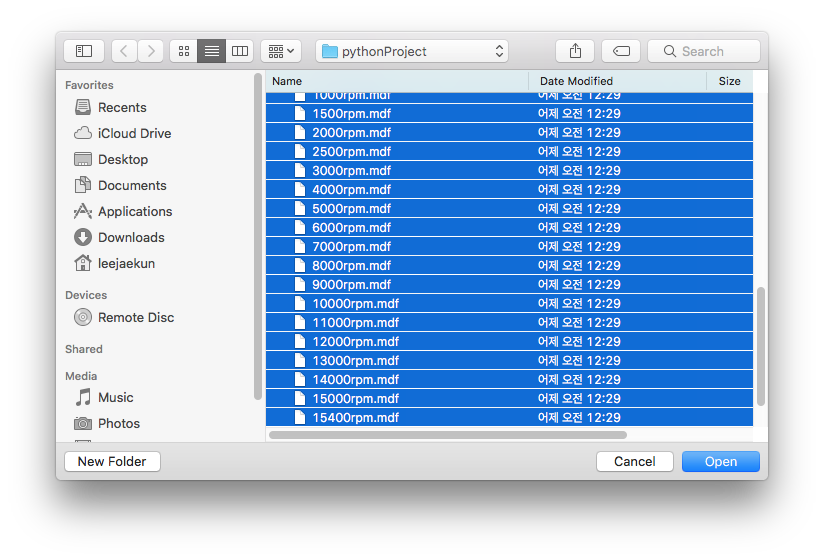 pythonProject
Search
Favorites
Recents
iCloud Drive
Desktop
Documents
Applications
Downloads
leejaekun
Devices
Remote Disc
Shared
Media
Music
Photos
Name Date Modified Size
1000rpm.mdf 어제 오전 12:29
1500rpm.mdf 어제 오전 12:29
2000rpm.mdf 어제 오전 12:29
2500rpm.mdf 어제 오전 12:29
3000rpm.mdf 어제 오전 12:29
4000rpm.mdf 어제 오전 12:29
5000rpm.mdf 어제 오전 12:29
6000rpm.mdf 어제 오전 12:29
7000rpm.mdf 어제 오전 12:29
8000rpm.mdf 어제 오전 12:29
9000rpm.mdf 어제 오전 12:29
10000rpm.mdf 어제 오전 12:29
11000rpm.mdf 어제 오전 12:29
12000rpm.mdf 어제 오전 12:29
13000rpm.mdf 어제 오전 12:29
14000rpm.mdf 어제 오전 12:29
15000rpm.mdf 어제 오전 12:29
15400rpm.mdf 어제 오전 12:29
New Folder Cancel Open